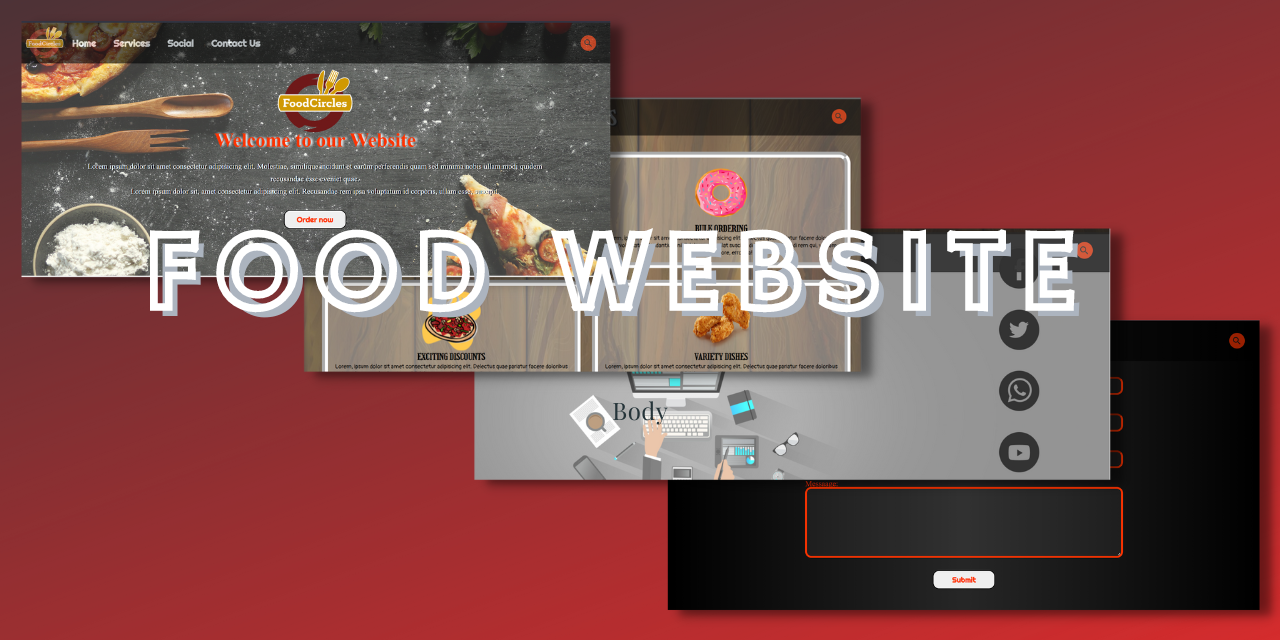 FoodCircles Home Services Social Contact Us
FoodCircles
Welcome to our Website
Lorem ipsum dolor sit amet consectetur adipisicing elit. Molestiae, similique incidunt et earum perferendis quam sed minima nobis ullam modi quidem
recusandae esse eveniet quae.
Lorem ipsum dolor sit, amet consectetur adipisicing elit. Recusandae rem ipsa voluptatum id corporis, ullam esse,
Order now
BULK ORDERING
FOOD WEBSITE
EXCITING DISCOUNTS
VARIETY DISHES
Lorem, ipsum dolor sit amet consectetur adipisicing elit. Delectus quae pariatur facere doloribus
Lorem, ipsum dolor sit amet consectetur adipisicing elit. Delectus quae pariatur facere doloribus
Body
Message:
Submit